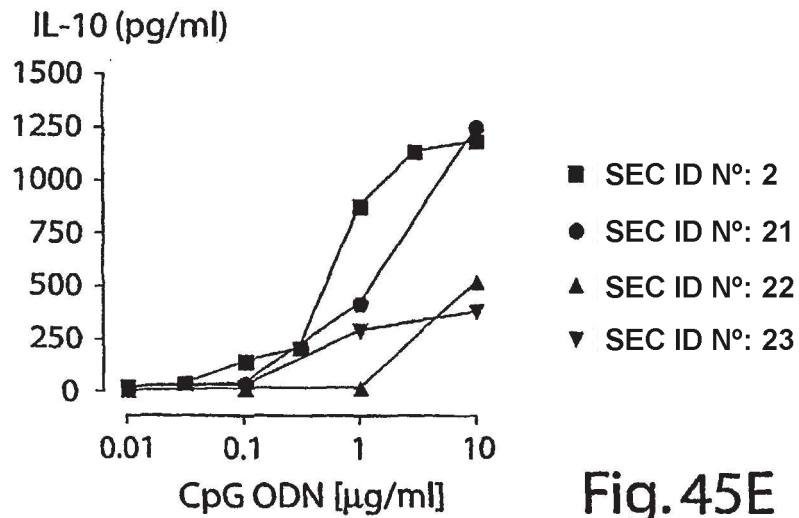 IL-10 (pg/ml)
1500
1250
1000
750
500
250
0
0.01 0.1 1 10
CpG ODN [µg/ml]
SEC ID Nº: 2
SEC ID Nº: 21
SEC ID Nº: 22
SEC ID Nº: 23
Fig. 45E